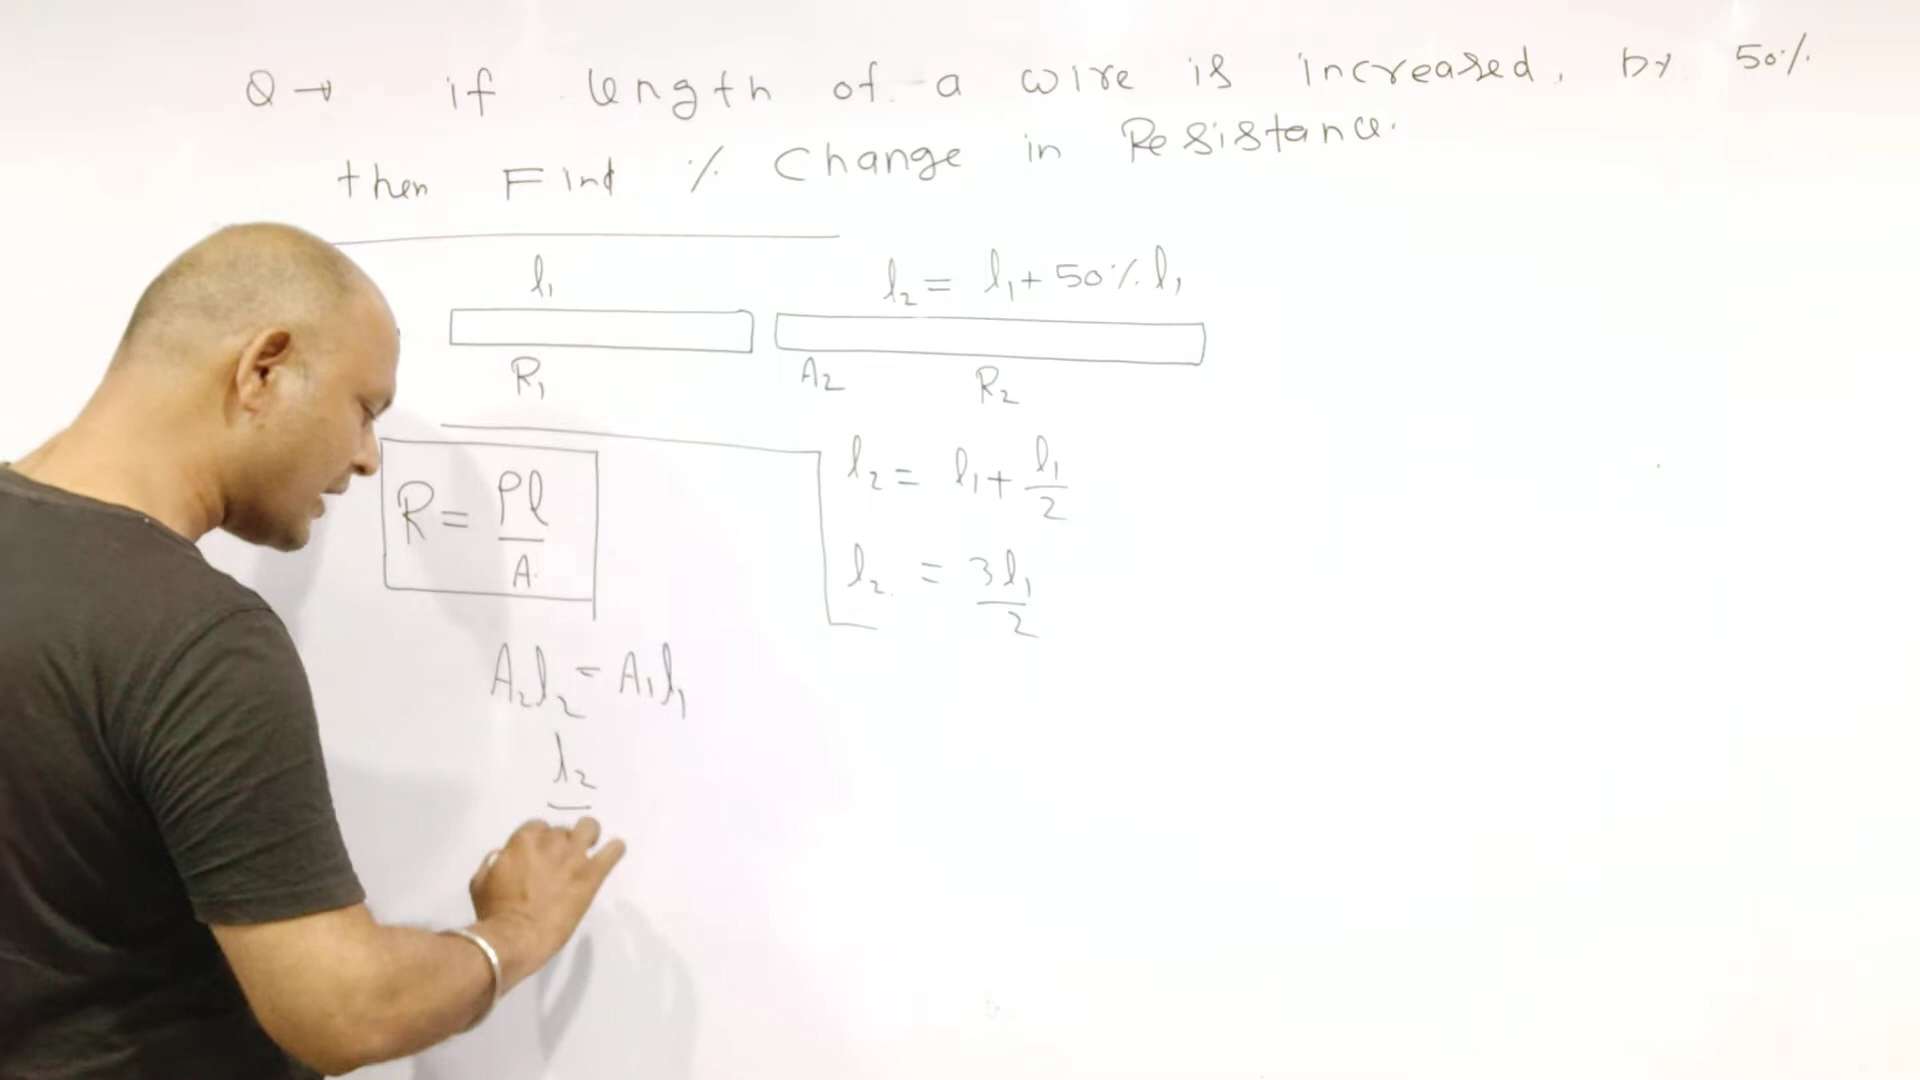 Q → if length of a wire is increased. by 50%
then Find % Change in Resistance.
l₁
l₂ = l₁ + 50% l₁
R₁
A₂
R₂
R = ρl/A
l₂ = l₁ + l₁/2
l₂ = 3l₁/2
A₂l₂ = A₁l₁
l₂